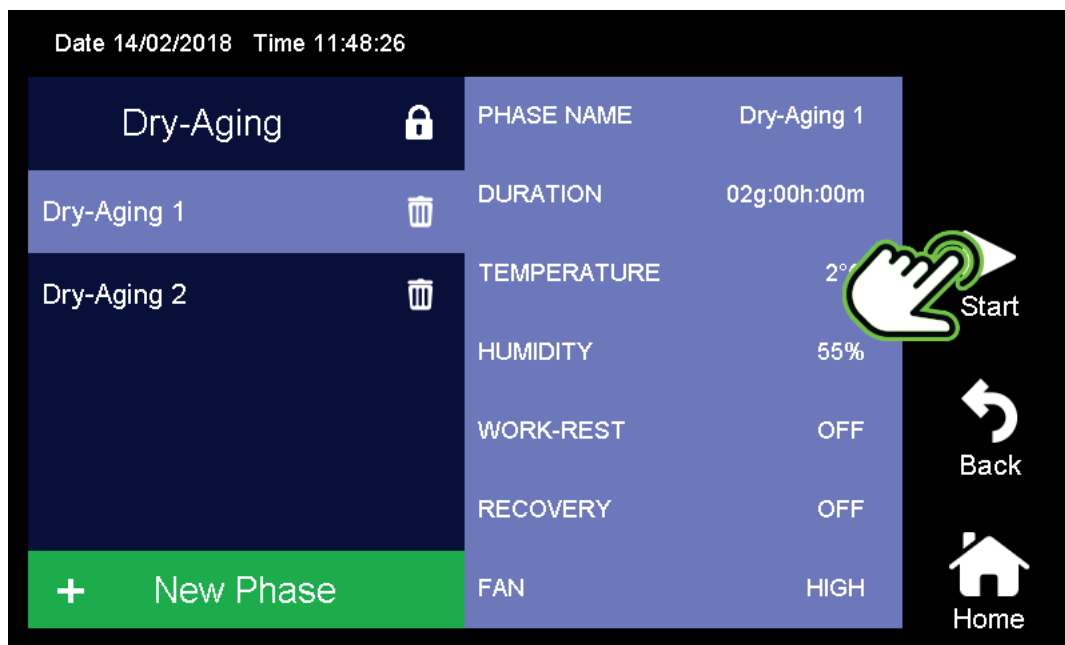 Date 14/02/2018 Time 11:48:26
Dry-Aging
Dry-Aging 1
Dry-Aging 2
+ New Phase
PHASE NAME Dry-Aging 1
DURATION 02g:00h:00m
TEMPERATURE 2°
HUMIDITY 55%
WORK-REST OFF
RECOVERY OFF
FAN HIGH
Start
Back
Home